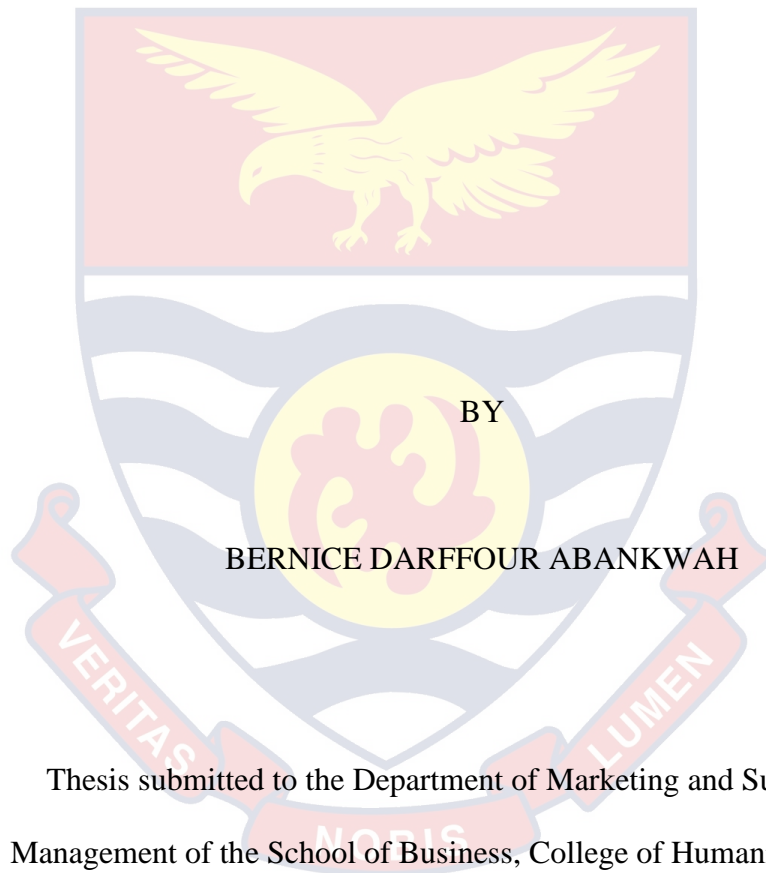 BY
BERNICE DARFFOUR ABANKWAH
VERITAS
NOBIS
LUMEN
Thesis submitted to the Department of Marketing and Su
Management of the School of Business, College of Human